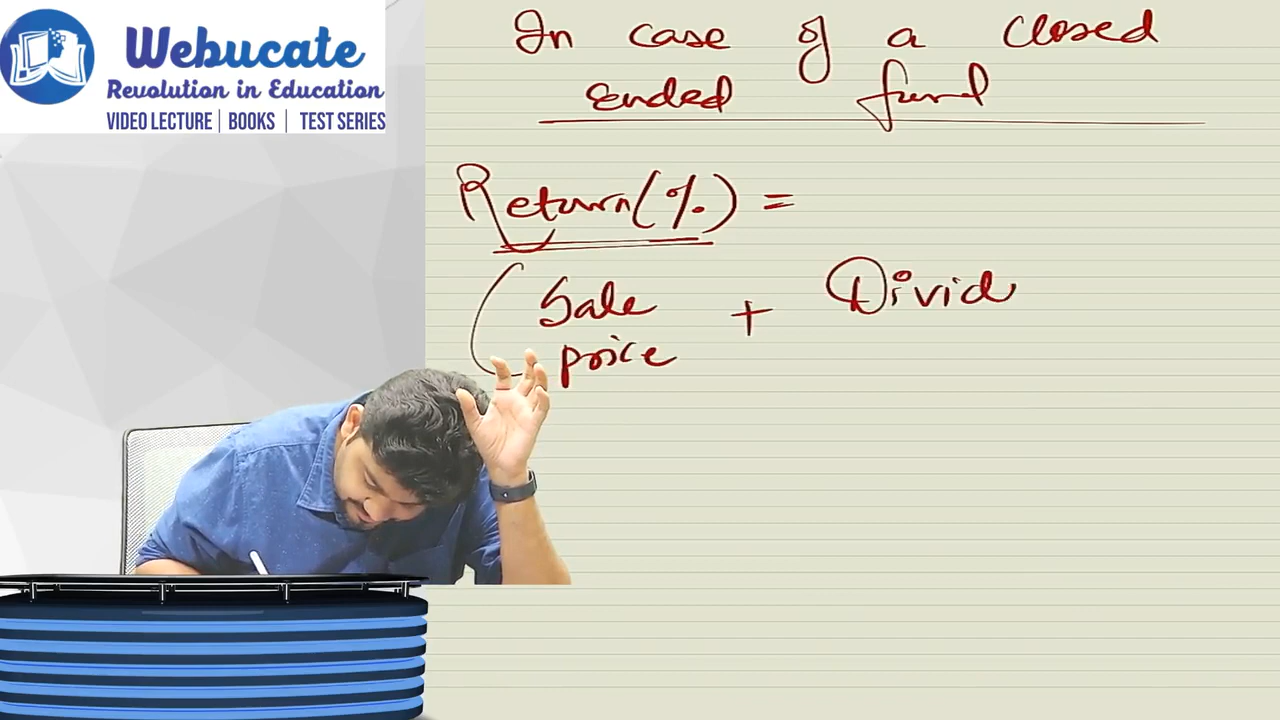 Webucate
Revolution in Education
VIDEO LECTURE | BOOKS | TEST SERIES
In case of a closed
ended fund
Return (%) =
( Sale + Divid
price